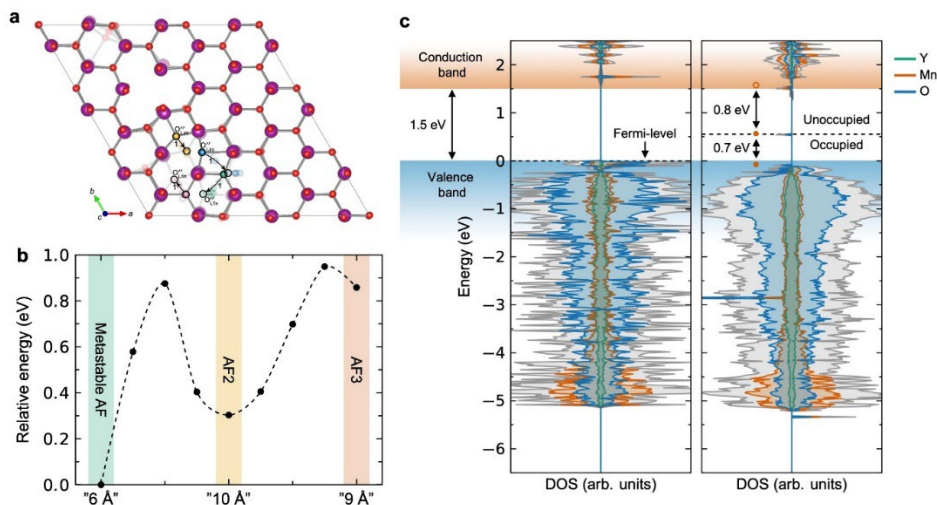 a
b
c
a
b
Relative energy (eV)
1.0
0.8
0.6
0.4
0.2
0.0
Metastable AF
AF2
AF3
"6 Å"
"10 Å"
"9 Å"
c
Conduction band
1.5 eV
Valence band
Energy (eV)
2
1
0
−1
−2
−3
−4
−5
−6
Fermi-level
DOS (arb. units)
0.8 eV
0.7 eV
Unoccupied
Occupied
DOS (arb. units)
Y
Mn
O